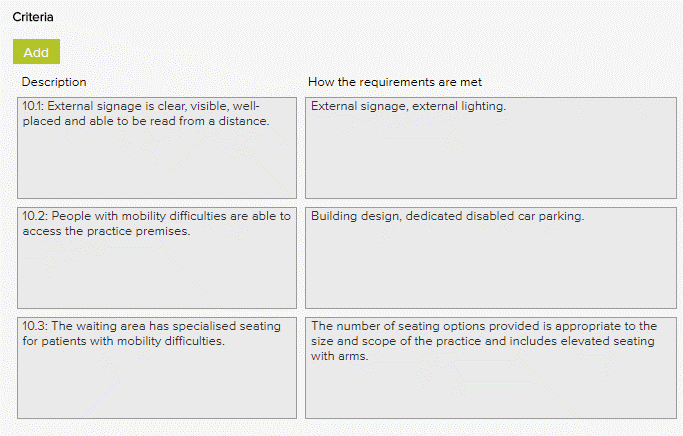 Criteria
Add
Description
How the requirements are met
10.1: External signage is clear, visible, well-
placed and able to be read from a distance.
External signage, external lighting.
10.2: People with mobility difficulties are able to
access the practice premises.
Building design, dedicated disabled car parking.
10.3: The waiting area has specialised seating
for patients with mobility difficulties.
The number of seating options provided is appropriate to the
size and scope of the practice and includes elevated seating
with arms.